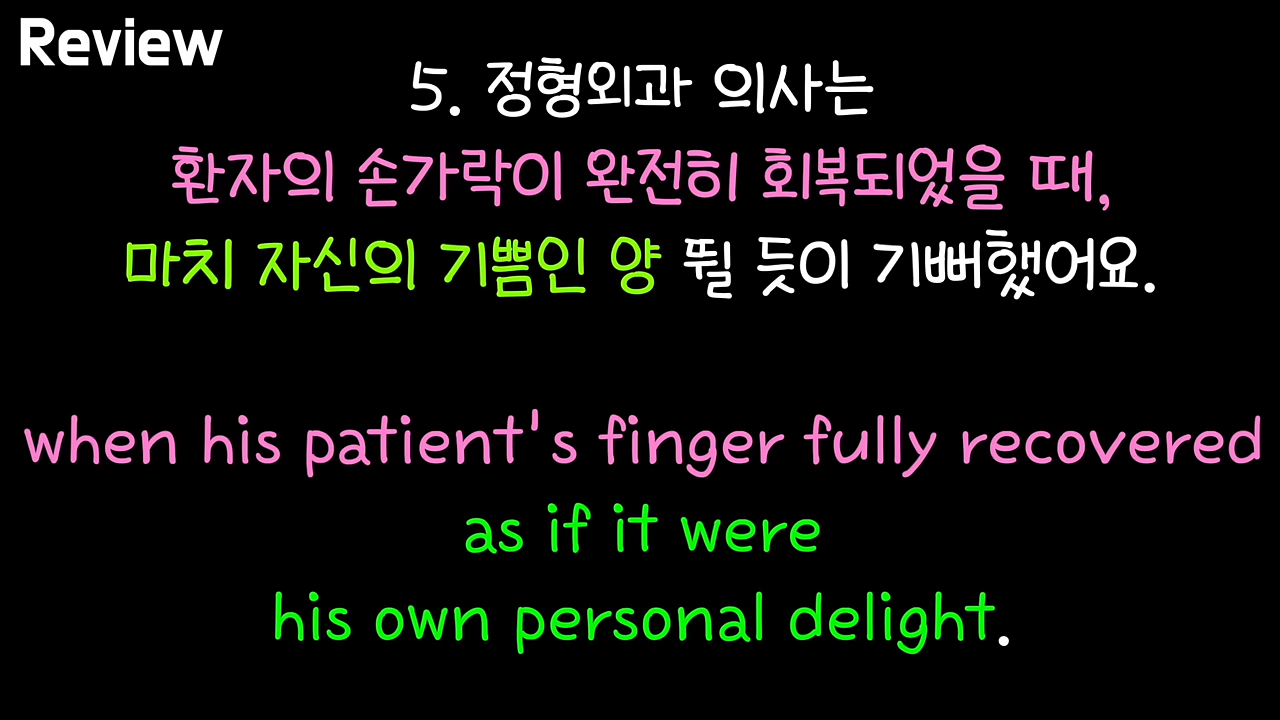 Review
5. 정형외과 의사는
환자의 손가락이 완전히 회복되었을 때,
마치 자신의 기쁨인 양 뛸 듯이 기뻐했어요.
when his patient's finger fully recovered
as if it were
his own personal delight.